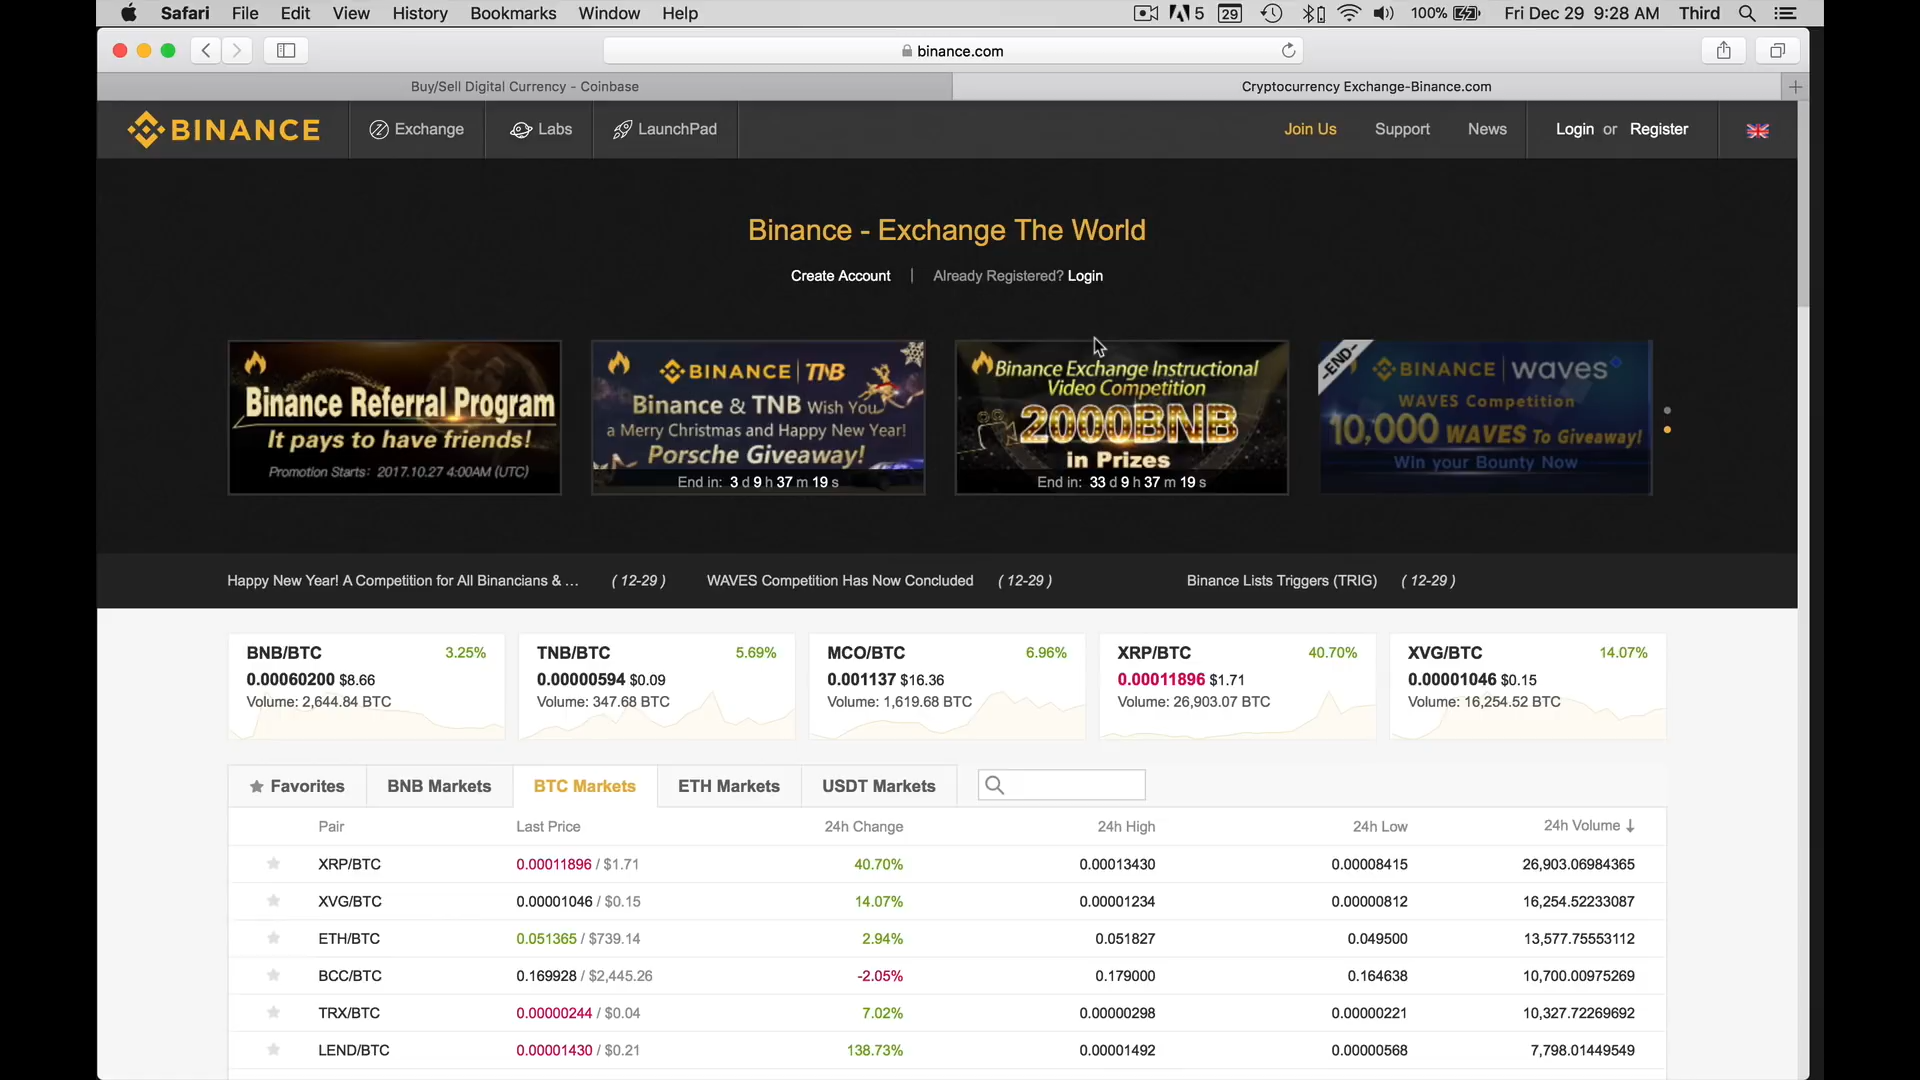 Safari File Edit View History Bookmarks Window Help 5 29 100% Fri Dec 29 9:28 AM Third
binance.com
Buy/Sell Digital Currency - Coinbase
Cryptocurrency Exchange-Binance.com
BINANCE Exchange Labs LaunchPad Join Us Support News Login or Register
Binance - Exchange The World
Create Account | Already Registered? Login
Binance Referral Program
It pays to have friends!
Promotion Starts: 2017.10.27 4:00AM (UTC)
BINANCE | TNB
Binance & TNB Wish You
a Merry Christmas and Happy New Year!
Porsche Giveaway!
End in: 3 d 9 h 37 m 19 s
Binance Exchange Instructional
Video Competition
2000BNB
in Prizes
End in: 33 d 9 h 37 m 19 s
-END-
BINANCE | waves
WAVES Competition
10,000 WAVES To Giveaway!
Win your Bounty Now
Happy New Year! A Competition for All Binancians & ... ( 12-29 ) WAVES Competition Has Now Concluded ( 12-29 ) Binance Lists Triggers (TRIG) ( 12-29 )
BNB/BTC 3.25%
0.00060200 $8.66
Volume: 2,644.84 BTC
TNB/BTC 5.69%
0.00000594 $0.09
Volume: 347.68 BTC
MCO/BTC 6.96%
0.001137 $16.36
Volume: 1,619.68 BTC
XRP/BTC 40.70%
0.00011896 $1.71
Volume: 26,903.07 BTC
XVG/BTC 14.07%
0.00001046 $0.15
Volume: 16,254.52 BTC
Favorites BNB Markets BTC Markets ETH Markets USDT Markets
Pair Last Price 24h Change 24h High 24h Low 24h Volume ↓
XRP/BTC 0.00011896 / $1.71 40.70% 0.00013430 0.00008415 26,903.06984365
XVG/BTC 0.00001046 / $0.15 14.07% 0.00001234 0.00000812 16,254.52233087
ETH/BTC 0.051365 / $739.14 2.94% 0.051827 0.049500 13,577.75553112
BCC/BTC 0.169928 / $2,445.26 -2.05% 0.179000 0.164638 10,700.00975269
TRX/BTC 0.00000244 / $0.04 7.02% 0.00000298 0.00000221 10,327.72269692
LEND/BTC 0.00001430 / $0.21 138.73% 0.00001492 0.00000568 7,798.01449549